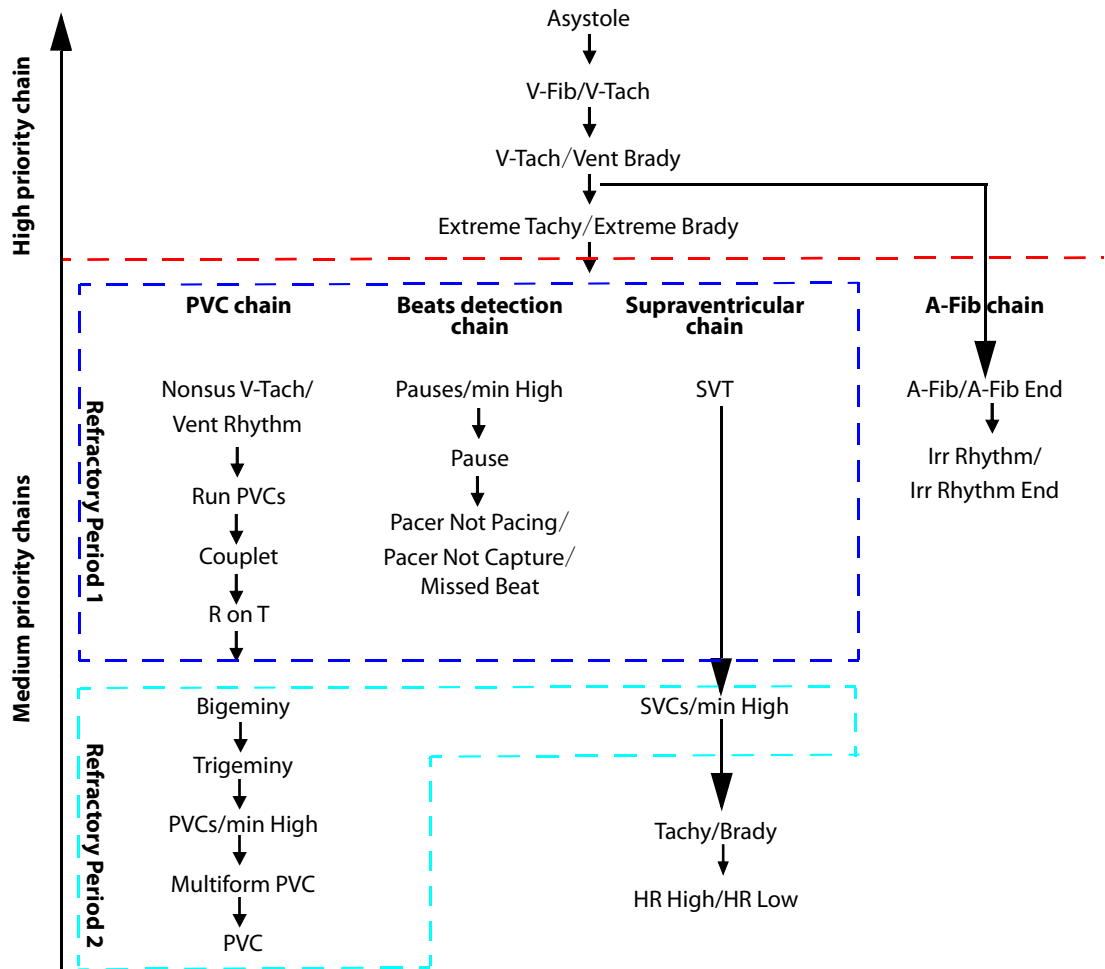 Asystole
V-Fib/V-Tach
V-Tach/Vent Brady
Extreme Tachy/Extreme Brady
High priority chain
Medium priority chains
Refractory Period 1
Refractory Period 2
PVC chain
Nonsus V-Tach/
Vent Rhythm
Run PVCs
Couplet
R on T
Bigeminy
Trigeminy
PVCs/min High
Multiform PVC
PVC
Beats detection
chain
Pauses/min High
Pause
Pacer Not Pacing/
Pacer Not Capture/
Missed Beat
Supraventricular
chain
SVT
SVCs/min High
Tachy/Brady
HR High/HR Low
A-Fib chain
A-Fib/A-Fib End
Irr Rhythm/
Irr Rhythm End